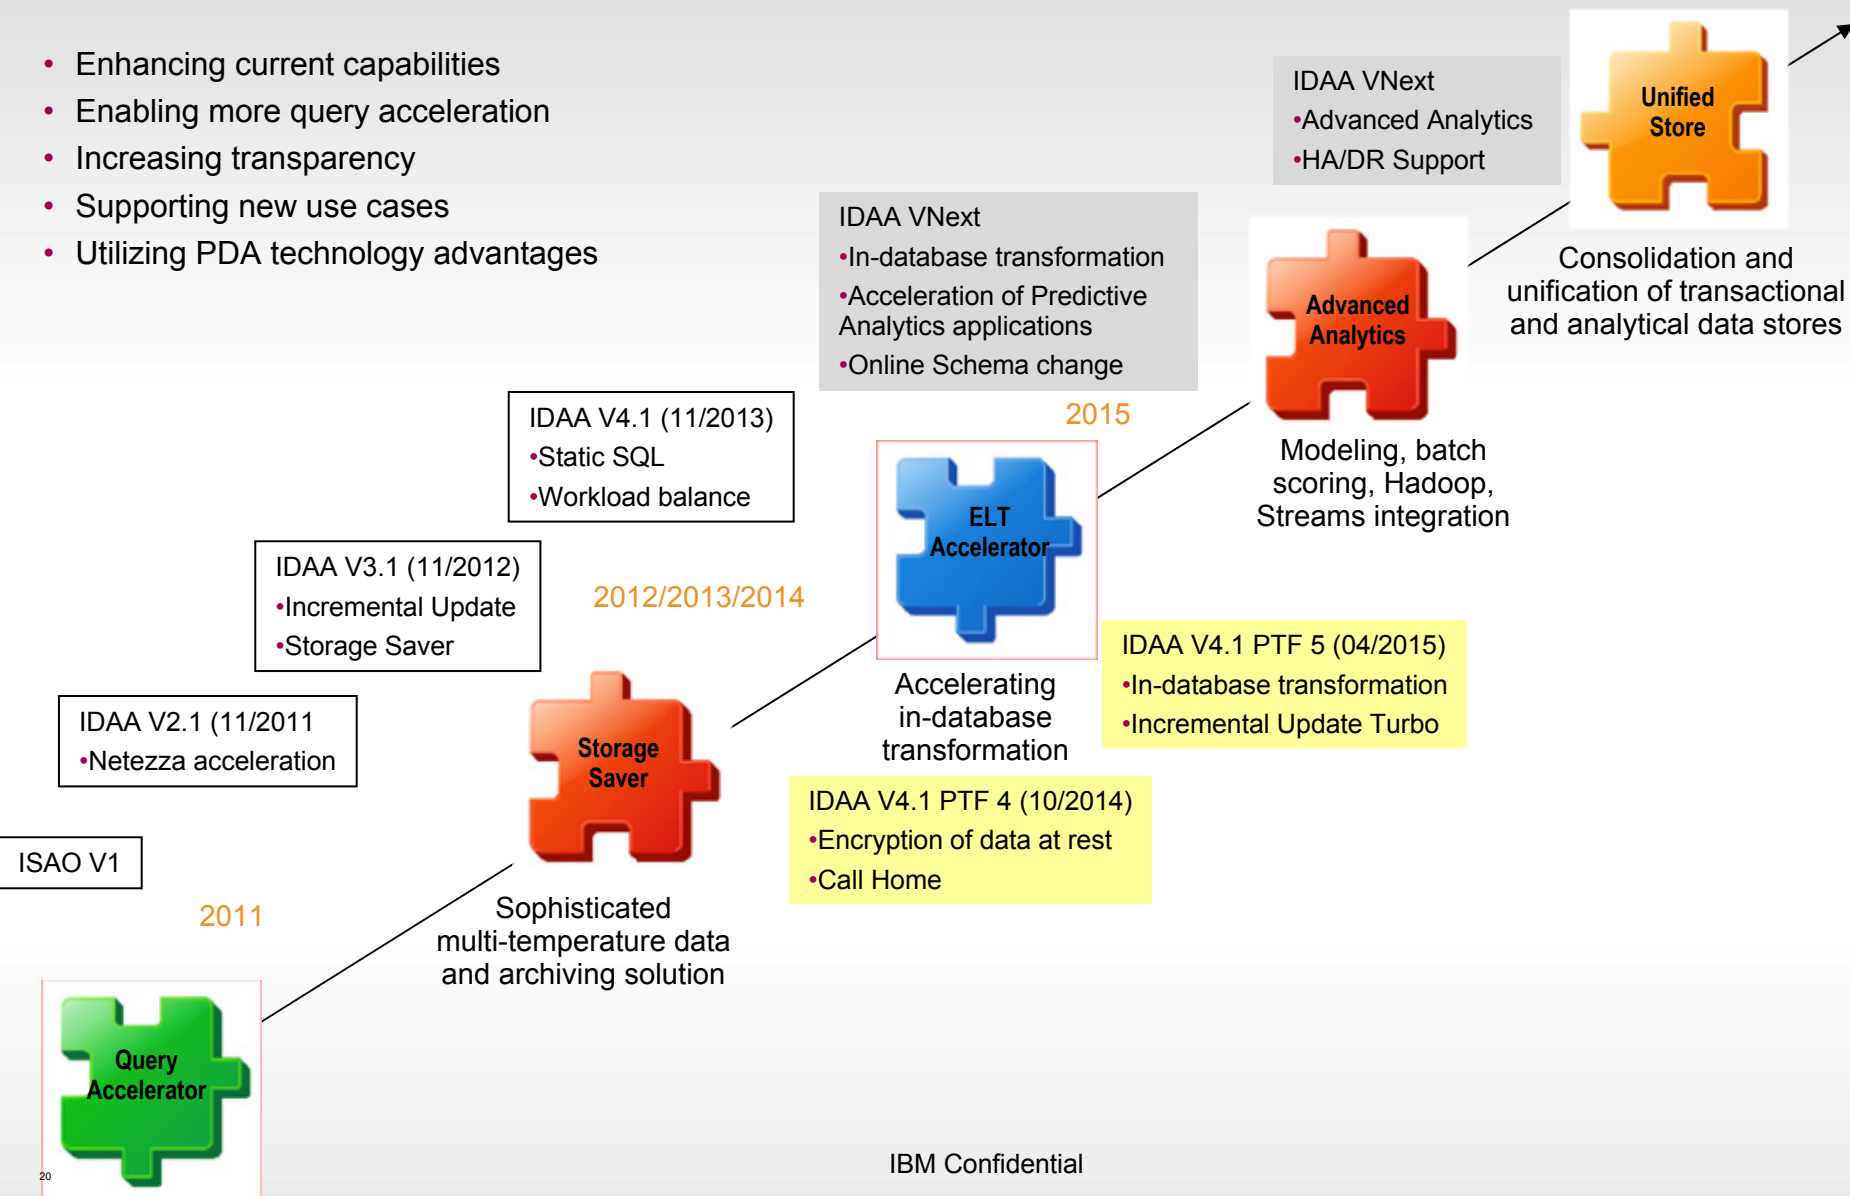 • Enhancing current capabilities
• Enabling more query acceleration
• Increasing transparency
• Supporting new use cases
• Utilizing PDA technology advantages
IDAA VNext
•Advanced Analytics
•HA/DR Support
Unified
Store
Consolidation and
unification of transactional
and analytical data stores
IDAA VNext
•In-database transformation
•Acceleration of Predictive
Analytics applications
•Online Schema change
2015
Advanced
Analytics
Modeling, batch
scoring, Hadoop,
Streams integration
IDAA V4.1 (11/2013)
•Static SQL
•Workload balance
ELT
Accelerator
Accelerating
in-database
transformation
IDAA V3.1 (11/2012)
•Incremental Update
•Storage Saver
2012/2013/2014
IDAA V4.1 PTF 5 (04/2015)
•In-database transformation
•Incremental Update Turbo
IDAA V2.1 (11/2011
•Netezza acceleration
Storage
Saver
Sophisticated
multi-temperature data
and archiving solution
IDAA V4.1 PTF 4 (10/2014)
•Encryption of data at rest
•Call Home
ISAO V1
2011
Query
Accelerator
20
IBM Confidential